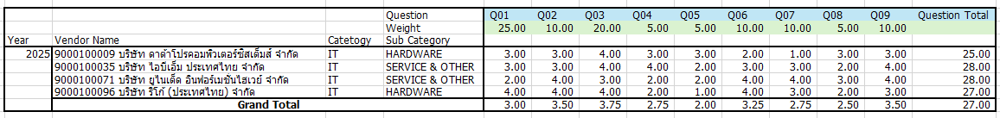 Question Q01 Q02 Q03 Q04 Q05 Q06 Q07 Q08 Q09 Question Total
Weight 25.00 10.00 20.00 5.00 5.00 10.00 10.00 5.00 10.00
Year Vendor Name Catetogy Sub Category
2025 9000100009 บริษัท ดาต้าโปรคอมพิวเตอร์ซิสเต็มส์ จำกัด IT HARDWARE 3.00 3.00 4.00 3.00 3.00 2.00 1.00 3.00 3.00 25.00
9000100035 บริษัท ไอบีเอ็ม ประเทศไทย จำกัด IT SERVICE & OTHER 3.00 3.00 4.00 4.00 2.00 3.00 3.00 2.00 4.00 28.00
9000100071 บริษัท ยูไนเต็ด อินฟอร์เมชั่นไฮเวย์ จำกัด IT SERVICE & OTHER 2.00 4.00 3.00 2.00 2.00 4.00 4.00 3.00 4.00 28.00
9000100096 บริษัท ริโก้ (ประเทศไทย) จำกัด IT HARDWARE 4.00 4.00 4.00 2.00 1.00 4.00 3.00 2.00 3.00 27.00
Grand Total 3.00 3.50 3.75 2.75 2.00 3.25 2.75 2.50 3.50 27.00